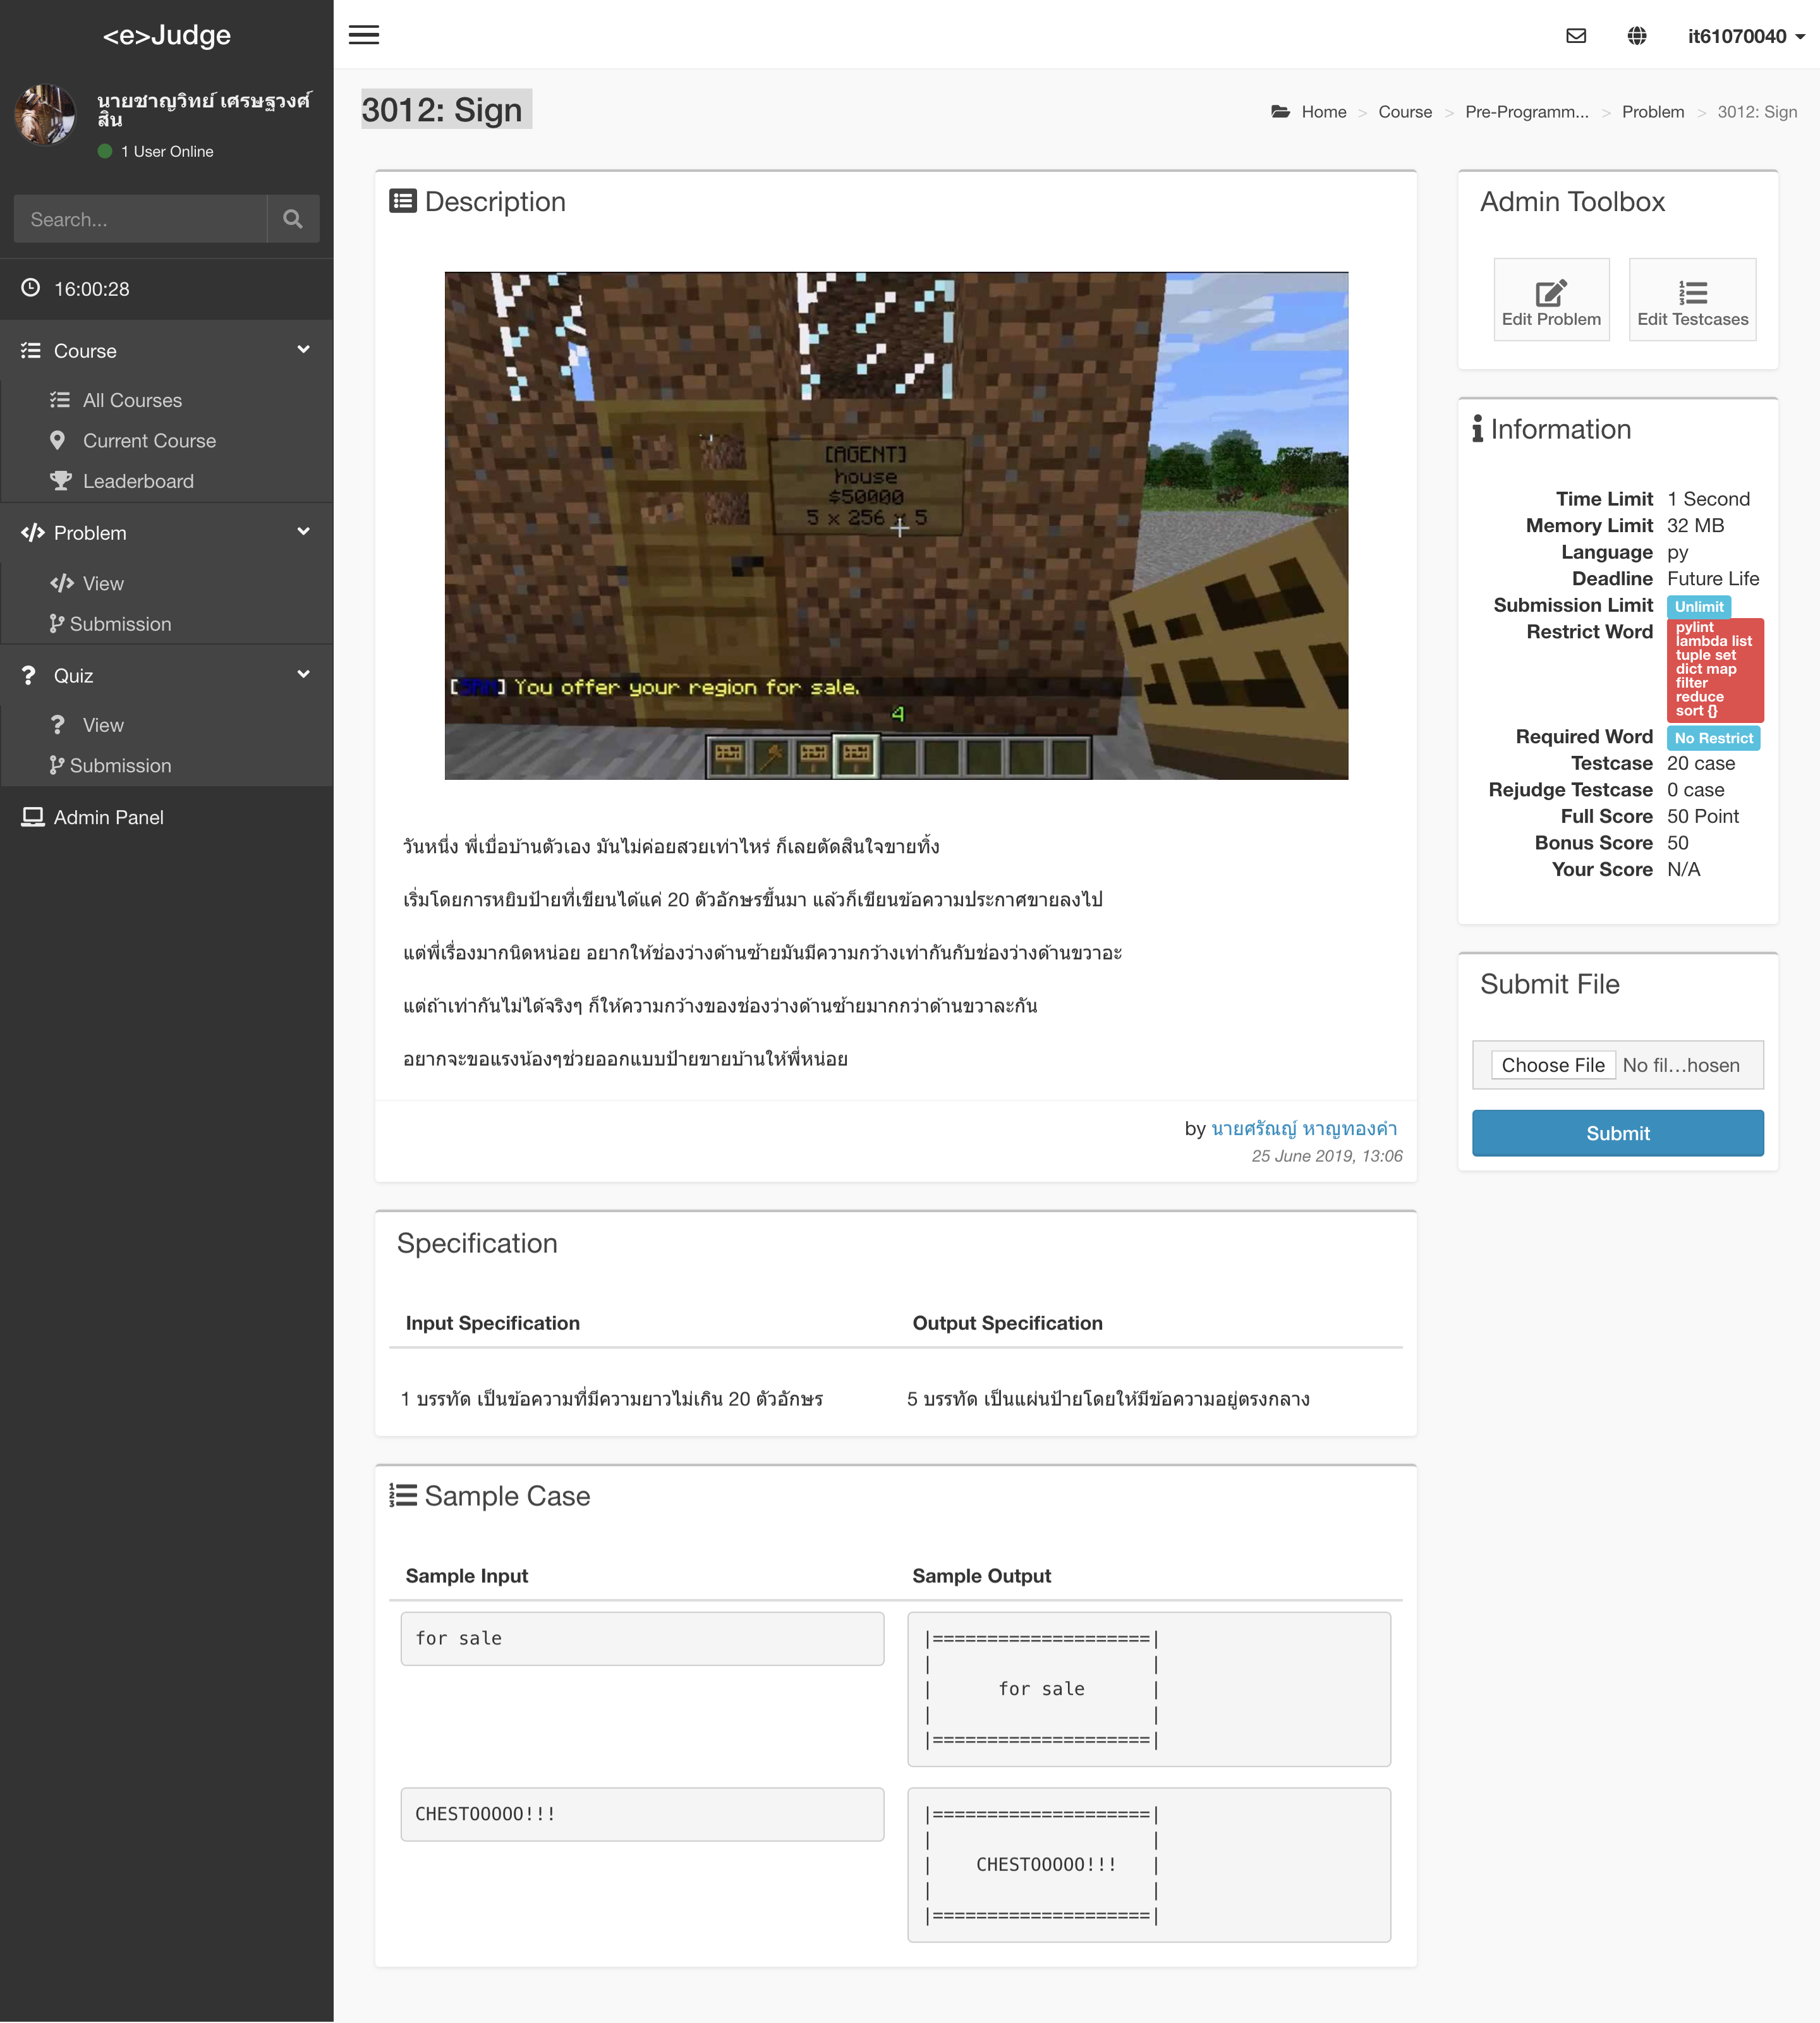 <e>Judge
it61070040
นายชาญวิทย์ เศรษฐวงศ์
สิน
1 User Online
Search...
16:00:28
Course
All Courses
Current Course
Leaderboard
Problem
View
Submission
Quiz
View
Submission
Admin Panel
3012: Sign
Home > Course > Pre-Programm... > Problem > 3012: Sign
Description
[AGENT]
house
$50000
5 x 256 x 5
You offer your region for sale.
4
วันหนึ่ง พี่เบื่อบ้านตัวเอง มันไม่ค่อยสวยเท่าไหร่ ก็เลยตัดสินใจขายทิ้ง
เริ่มโดยการหยิบป้ายที่เขียนได้แค่ 20 ตัวอักษรขึ้นมา แล้วก็เขียนข้อความประกาศขายลงไป
แต่พี่เรื่องมากนิดหน่อย อยากให้ช่องว่างด้านซ้ายมันมีความกว้างเท่ากันกับช่องว่างด้านขวาอะ
แต่ถ้าเท่ากันไม่ได้จริงๆ ก็ให้ความกว้างของช่องว่างด้านซ้ายมากกว่าด้านขวาละกัน
อยากจะขอแรงน้องๆช่วยออกแบบป้ายขายบ้านให้พี่หน่อย
by นายศรัณญ์ หาญทองคำ
25 June 2019, 13:06
Specification
Input Specification Output Specification
1 บรรทัด เป็นข้อความที่มีความยาวไม่เกิน 20 ตัวอักษร 5 บรรทัด เป็นแผ่นป้ายโดยให้มีข้อความอยู่ตรงกลาง
Sample Case
Sample Input Sample Output
for sale
|====================|
|                    |
|      for sale      |
|                    |
|====================|
CHESTOOOOO!!!
|====================|
|                    |
|    CHESTOOOOO!!!   |
|                    |
|====================|
Admin Toolbox
Edit Problem Edit Testcases
Information
Time Limit 1 Second
Memory Limit 32 MB
Language py
Deadline Future Life
Submission Limit Unlimit
Restrict Word pylint
lambda list
tuple set
dict map
filter
reduce
sort {}
Required Word No Restrict
Testcase 20 case
Rejudge Testcase 0 case
Full Score 50 Point
Bonus Score 50
Your Score N/A
Submit File
Choose File No fil...hosen
Submit